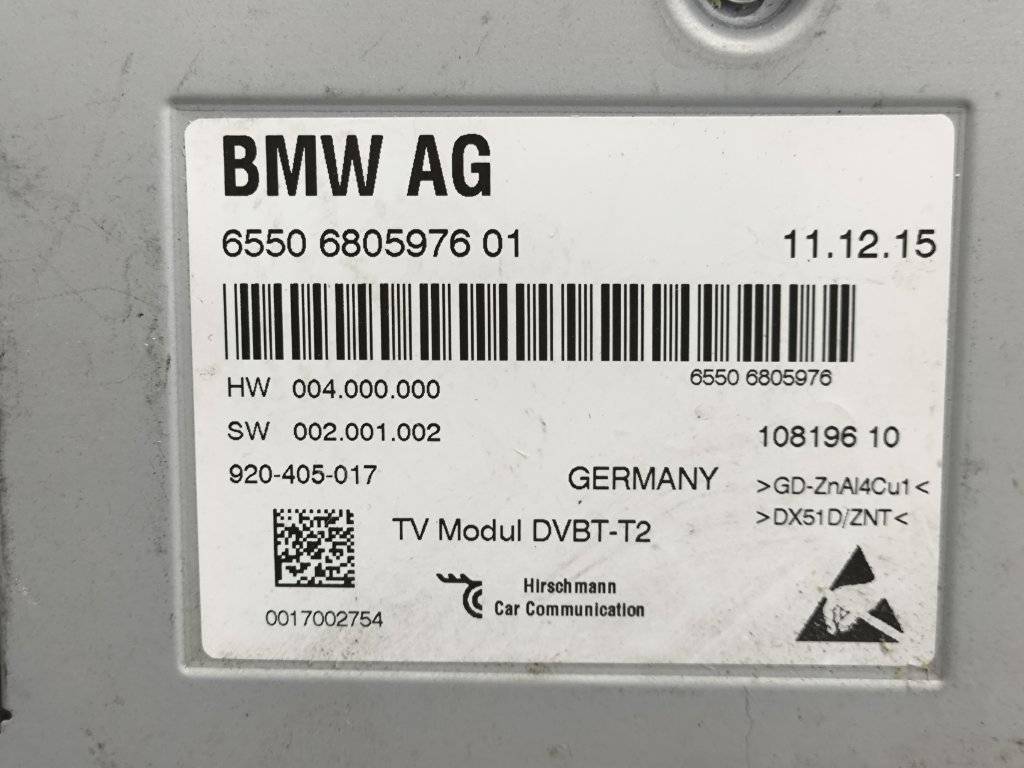 BMW AG
6550 6805976 01 11.12.15
6550 6805976
HW 004.000.000
SW 002.001.002
108196 10
920-405-017 GERMANY
>GD-ZnAl4Cu1<
>DX51D/ZNT<
TV Modul DVBT-T2
Hirschmann
Car Communication
0017002754